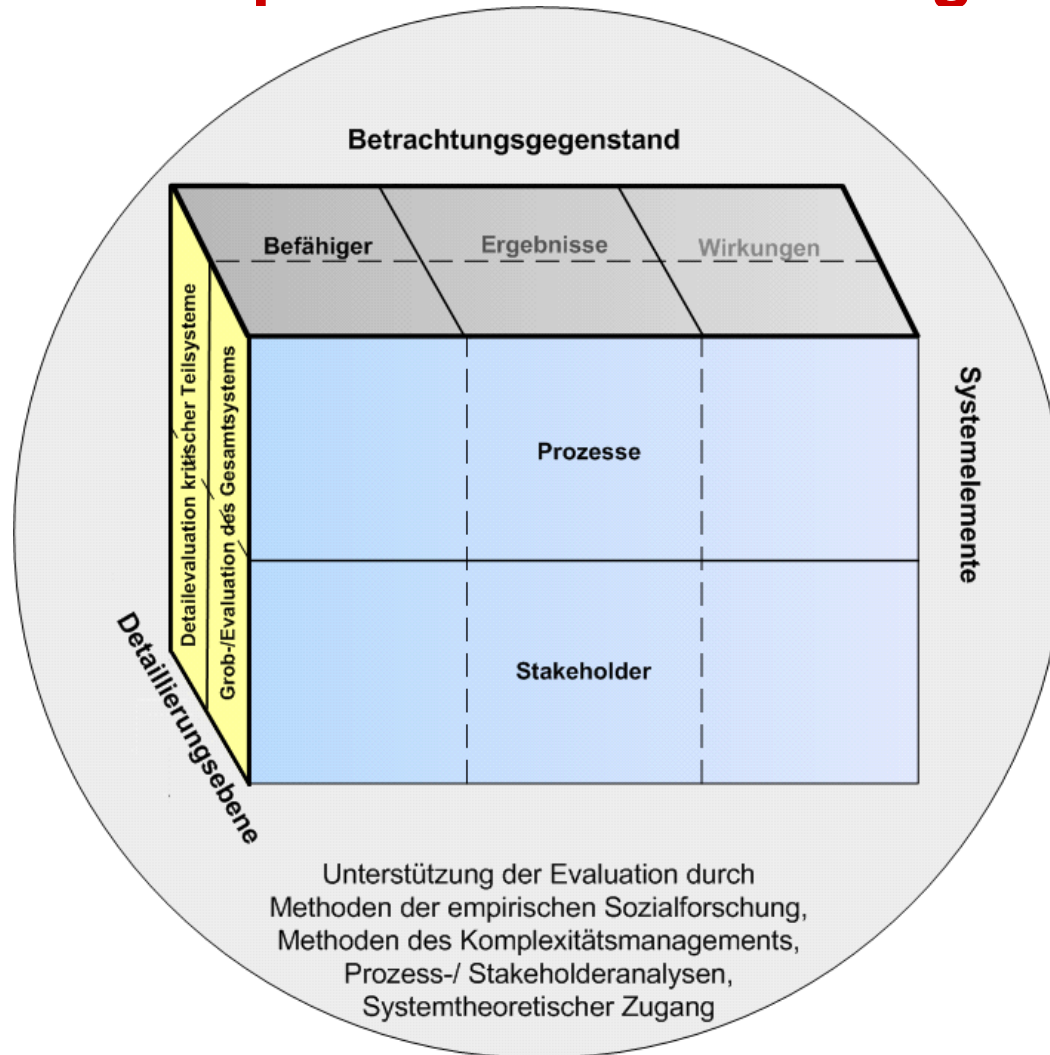 Betrachtungsgegenstand
Befähiger
Ergebnisse
Wirkungen
Detailevaluation kritischer Teilsysteme
Grob-/Evaluation des Gesamtsystems
Prozesse
Stakeholder
Systemelemente
Detaillierungsebene
Unterstützung der Evaluation durch
Methoden der empirischen Sozialforschung,
Methoden des Komplexitätsmanagements,
Prozess-/ Stakeholderanalysen,
Systemtheoretischer Zugang